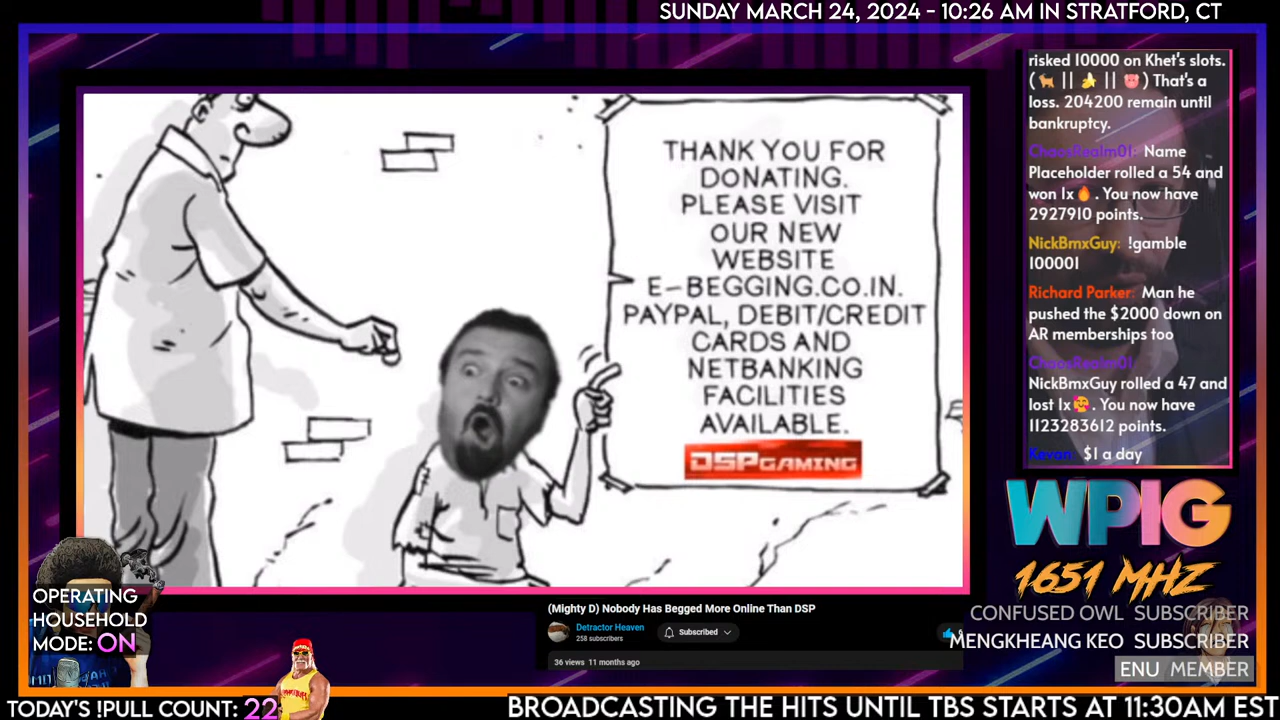 SUNDAY MARCH 24, 2024 - 10:26 AM IN STRATFORD, CT
THANK YOU FOR
DONATING.
PLEASE VISIT
OUR NEW
WEBSITE
E-BEGGING.CO.IN.
PAYPAL, DEBIT/CREDIT
CARDS AND
NETBANKING
FACILITIES
AVAILABLE.
DSPGAMING
risked 10000 on Khet's slots.
(🐐 || 🍌 || 🐷) That's a
loss. 204200 remain until
bankruptcy.
ChaosRealm01: Name
Placeholder rolled a 54 and
won 1x🔥. You now have
2927910 points.
NickBmxGuy: !gamble
100001
Richard Parker: Man he
pushed the $2000 down on
AR memberships too
ChaosRealm01
NickBmxGuy rolled a 47 and
lost 1x🥰. You now have
1123283612 points.
Kevan: $1 a day
WPIG
1651 MHZ
CONFUSED OWL SUBSCRIBER
MENGKHEANG KEO SUBSCRIBER
ENU MEMBER
OPERATING
HOUSEHOLD
MODE: ON
(Mighty D) Nobody Has Begged More Online Than DSP
Detractor Heaven
258 subscribers
Subscribed
36 views 11 months ago
TODAY'S !PULL COUNT: 22
BROADCASTING THE HITS UNTIL TBS STARTS AT 11:30AM EST